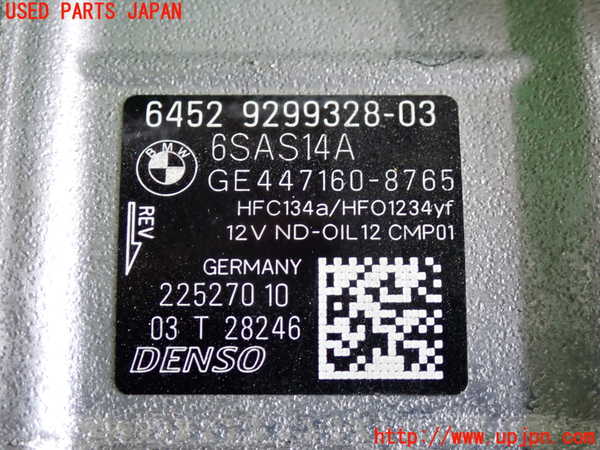 USED PARTS JAPAN
6452 9299328-03
BMW
6SAS14A
GE447160-8765
HFC134a/HFO1234yf
12V ND-OIL12 CMP01
REV
GERMANY
225270 10
03 T 28246
DENSO
http://www.upjpn.com/